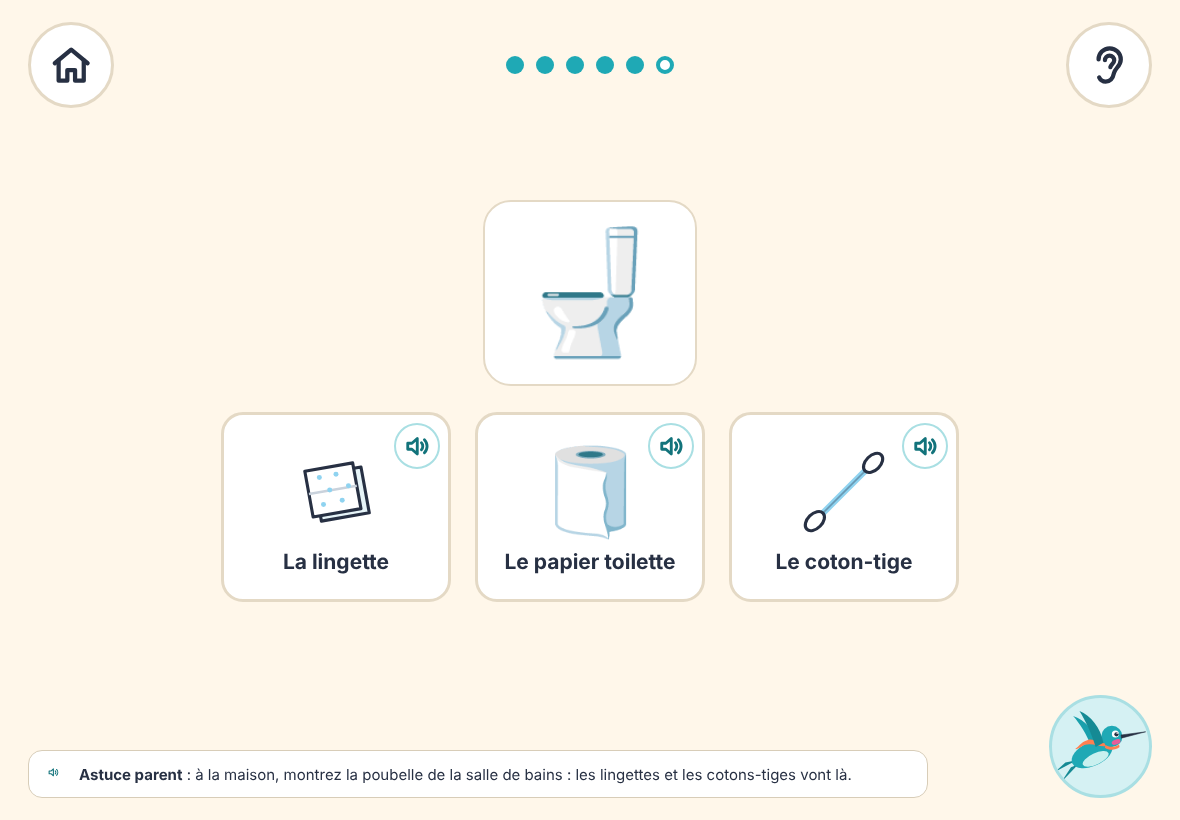 La lingette
Le papier toilette
Le coton-tige
Astuce parent : à la maison, montrez la poubelle de la salle de bains : les lingettes et les cotons-tiges vont là.